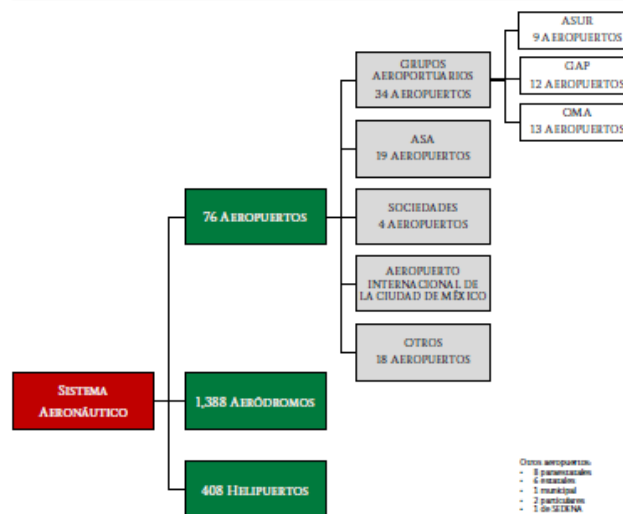 ASUR
9 AEROPUERTOS
GRUPOS
AEROPORTUARIOS
34 AEROPUERTOS
GAP
12 AEROPUERTOS
OMA
13 AEROPUERTOS
ASA
19 AEROPUERTOS
76 AEROPUERTOS
SOCIEDADES
4 AEROPUERTOS
AEROPUERTO
INTERNACIONAL DE
LA CIUDAD DE MÉXICO
OTROS
18 AEROPUERTOS
SISTEMA
AERONÁUTICO
1,388 AERÓDROMOS
408 HELIPUERTOS
Otros aeropuertos:
- 8 paraestatales
- 6 estatales
- 1 municipal
- 2 particulares
- 1 de SEDENA